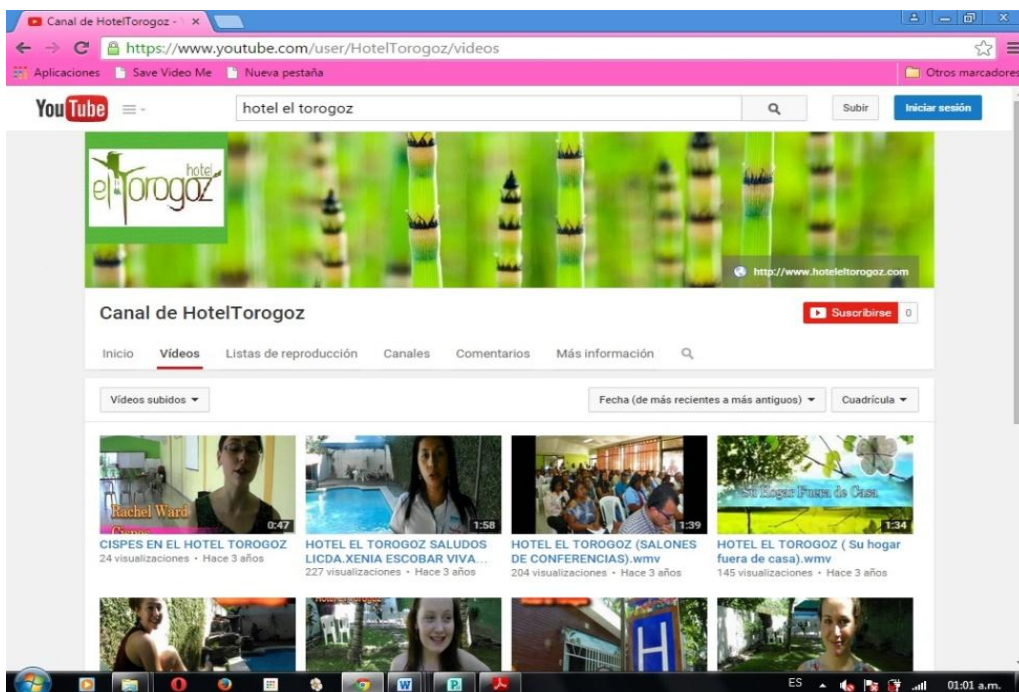 Canal de HotelTorogoz - Y
https://www.youtube.com/user/HotelTorogoz/videos
Aplicaciones Save Video Me Nueva pestaña Otros marcadores
YouTube hotel el torogoz Subir Iniciar sesión
hotel
el Torogoz
http://www.hoteleltorogoz.com
Canal de HotelTorogoz Suscribirse 0
Inicio Vídeos Listas de reproducción Canales Comentarios Más información
Vídeos subidos Fecha (de más recientes a más antiguos) Cuadrícula
Rachel Ward
Cispes
0:47
CISPES EN EL HOTEL TOROGOZ
24 visualizaciones • Hace 3 años
1:58
HOTEL EL TOROGOZ SALUDOS
LICDA.XENIA ESCOBAR VIVA...
227 visualizaciones • Hace 3 años
1:39
HOTEL EL TOROGOZ (SALONES
DE CONFERENCIAS).wmv
204 visualizaciones • Hace 3 años
Su Hogar Fuera de Casa
1:34
HOTEL EL TOROGOZ ( Su hogar
fuera de casa).wmv
145 visualizaciones • Hace 3 años
Hotel El Torogoz
H
ES 01:01 a.m.